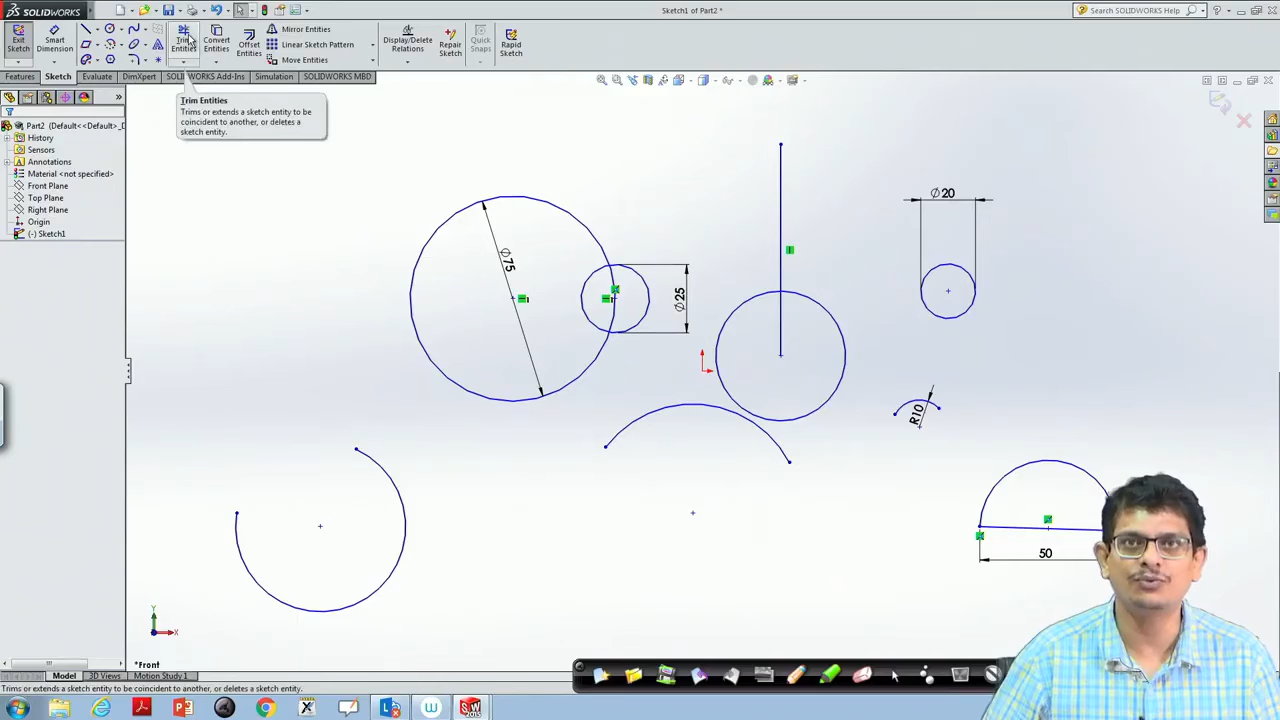 SOLIDWORKS
Sketch1 of Part2 *
Search SOLIDWORKS Help
Exit Sketch
Smart Dimension
Trim Entities
Convert Entities
Offset Entities
Mirror Entities
Linear Sketch Pattern
Move Entities
Display/Delete Relations
Repair Sketch
Quick Snaps
Rapid Sketch
Features
Sketch
Evaluate
DimXpert
SOLIDWORKS Add-Ins
Simulation
SOLIDWORKS MBD
Trim Entities
Trims or extends a sketch entity to be
coincident to another, or deletes a
sketch entity.
Part2 (Default<<Default>_D
History
Sensors
Annotations
Material <not specified>
Front Plane
Top Plane
Right Plane
Origin
(-) Sketch1
∅75
∅25
∅20
R10
50
Y
X
*Front
Model
3D Views
Motion Study 1
Trims or extends a sketch entity to be coincident to another, or deletes a sketch entity.